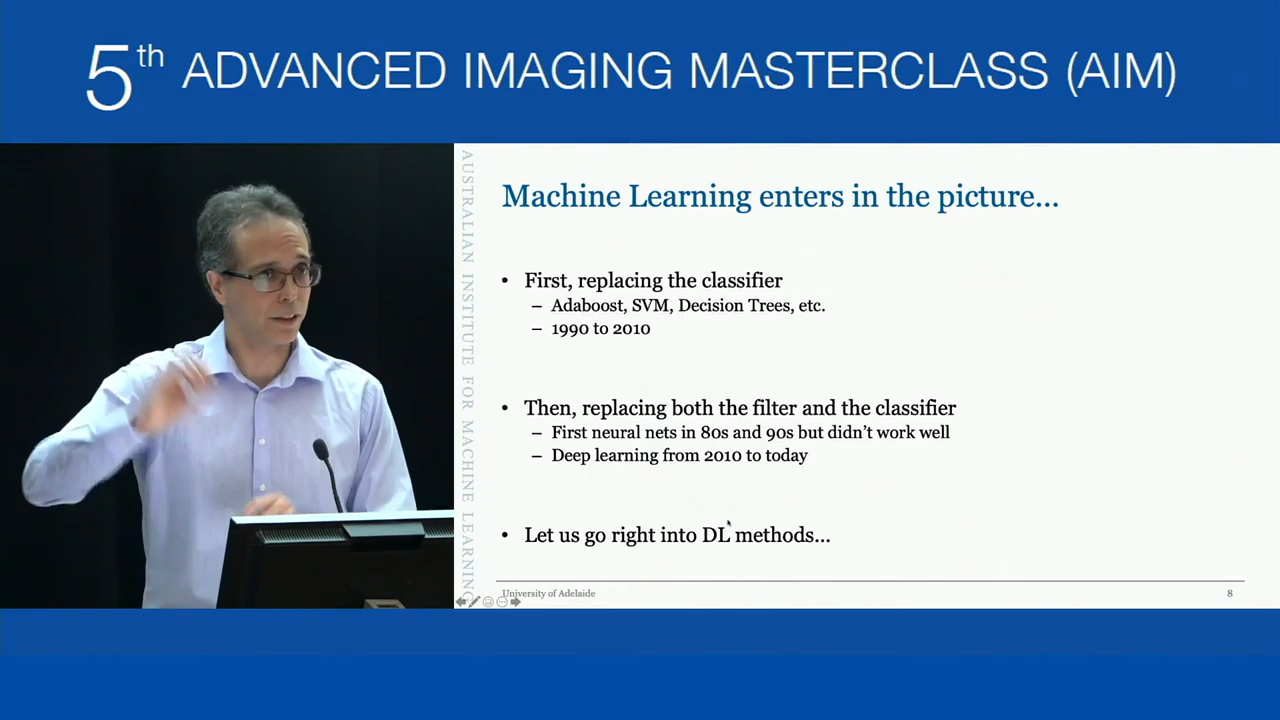 5th ADVANCED IMAGING MASTERCLASS (AIM)
AUSTRALIAN INSTITUTE FOR MACHINE LEARNING
Machine Learning enters in the picture...
• First, replacing the classifier
– Adaboost, SVM, Decision Trees, etc.
– 1990 to 2010
• Then, replacing both the filter and the classifier
– First neural nets in 80s and 90s but didn't work well
– Deep learning from 2010 to today
• Let us go right into DL methods...
University of Adelaide
8